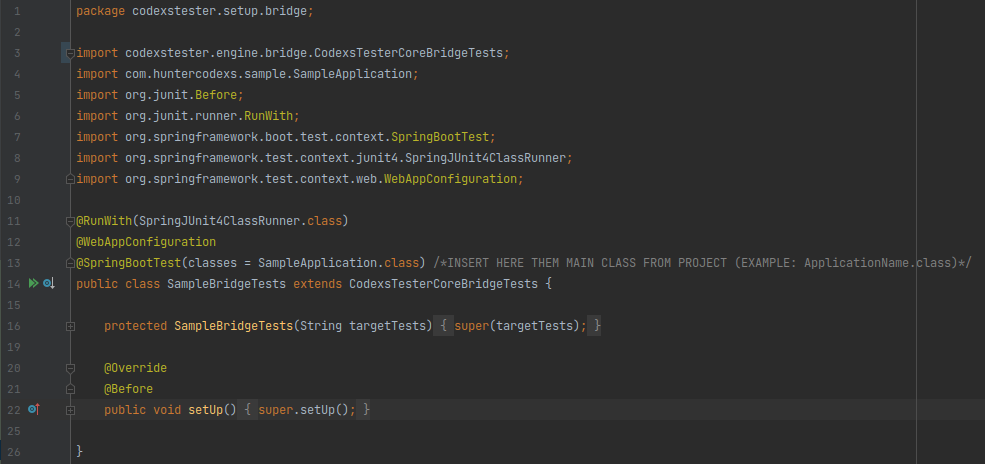 1 package codexstester.setup.bridge;
2
3 import codexstester.engine.bridge.CodexsTesterCoreBridgeTests;
4 import com.huntercodexs.sample.SampleApplication;
5 import org.junit.Before;
6 import org.junit.runner.RunWith;
7 import org.springframework.boot.test.context.SpringBootTest;
8 import org.springframework.test.context.junit4.SpringJUnit4ClassRunner;
9 import org.springframework.test.context.web.WebAppConfiguration;
10
11 @RunWith(SpringJUnit4ClassRunner.class)
12 @WebAppConfiguration
13 @SpringBootTest(classes = SampleApplication.class) /*INSERT HERE THEM MAIN CLASS FROM PROJECT (EXAMPLE: ApplicationName.class)*/
14 public class SampleBridgeTests extends CodexsTesterCoreBridgeTests {
15
16 protected SampleBridgeTests(String targetTests) { super(targetTests); }
19
20 @Override
21 @Before
22 public void setUp() { super.setUp(); }
25
26 }